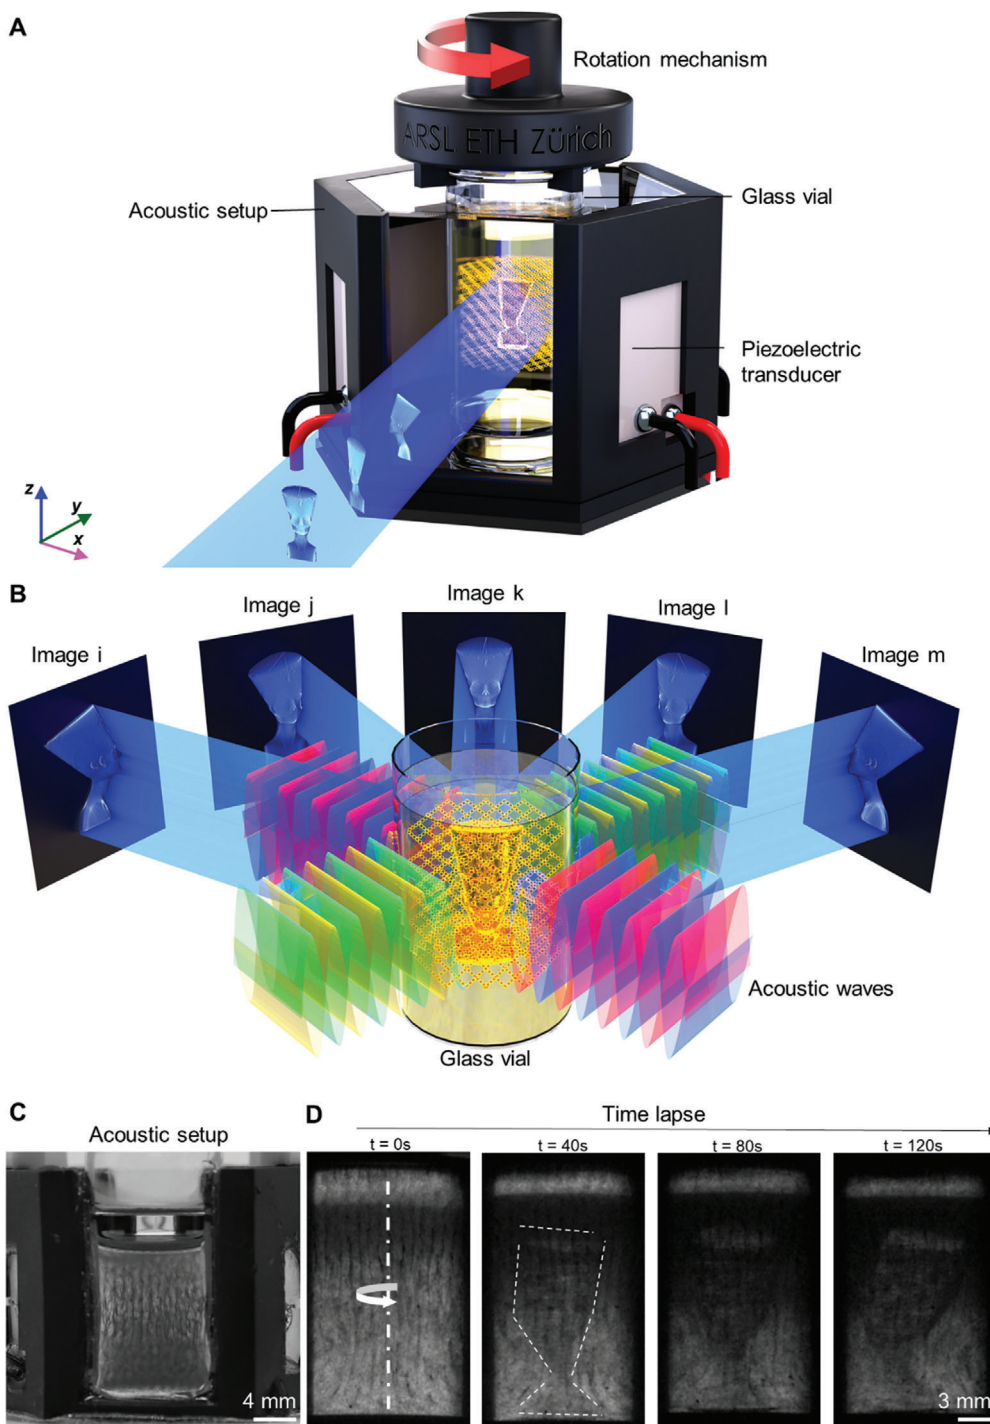 A
Rotation mechanism
ARSL ETH Zürich
Acoustic setup
Glass vial
Piezoelectric
transducer
z
y
x
B
Image i
Image j
Image k
Image l
Image m
Acoustic waves
Glass vial
C
Acoustic setup
4 mm
D
Time lapse
t = 0s
t = 40s
t = 80s
t = 120s
3 mm